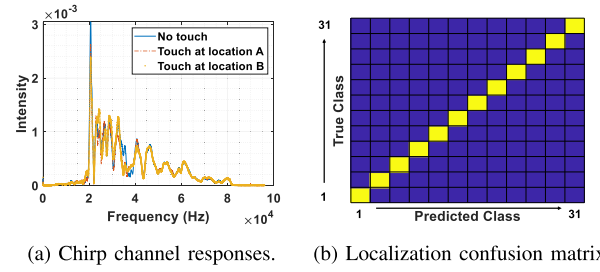 ×10⁻³
3
2
1
0
Intensity
No touch
Touch at location A
Touch at location B
0 2 4 6 8 10
Frequency (Hz) ×10⁴
(a) Chirp channel responses.
31
True Class
1
1 Predicted Class 31
(b) Localization confusion matrix